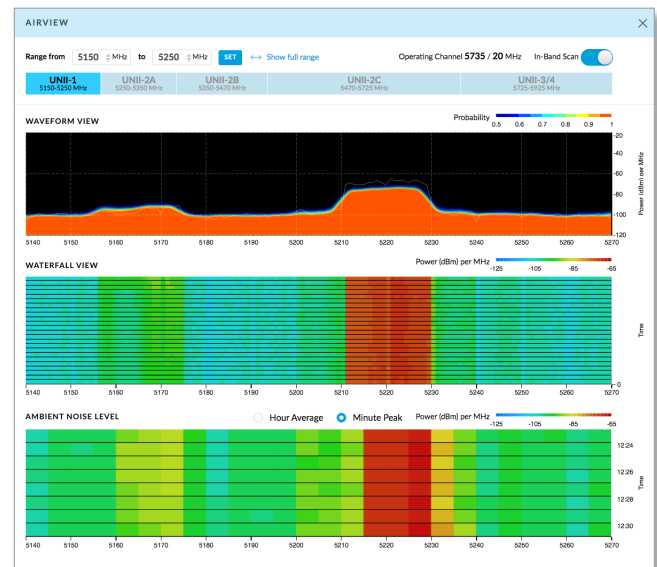 AIRVIEW
Range from 5150 MHz to 5250 MHz SET Show full range Operating Channel 5735 / 20 MHz In-Band Scan
UNII-1 UNII-2A UNII-2B UNII-2C UNII-3/4
5150-5250 MHz 5250-5350 MHz 5350-5470 MHz 5470-5725 MHz 5725-5925 MHz
WAVEFORM VIEW Probability
0.5 0.6 0.7 0.8 0.9 1
-20
-40
-60
-80
-100
-120
Power (dBm) per MHz
5140 5150 5160 5170 5180 5190 5200 5210 5220 5230 5240 5250 5260 5270
WATERFALL VIEW Power (dBm) per MHz
-125 -105 -85 -65
Time
0
5140 5150 5160 5170 5180 5190 5200 5210 5220 5230 5240 5250 5260 5270
AMBIENT NOISE LEVEL Hour Average Minute Peak Power (dBm) per MHz
-125 -105 -85 -65
12:24
12:26
12:28
12:30
Time
5140 5150 5160 5170 5180 5190 5200 5210 5220 5230 5240 5250 5260 5270